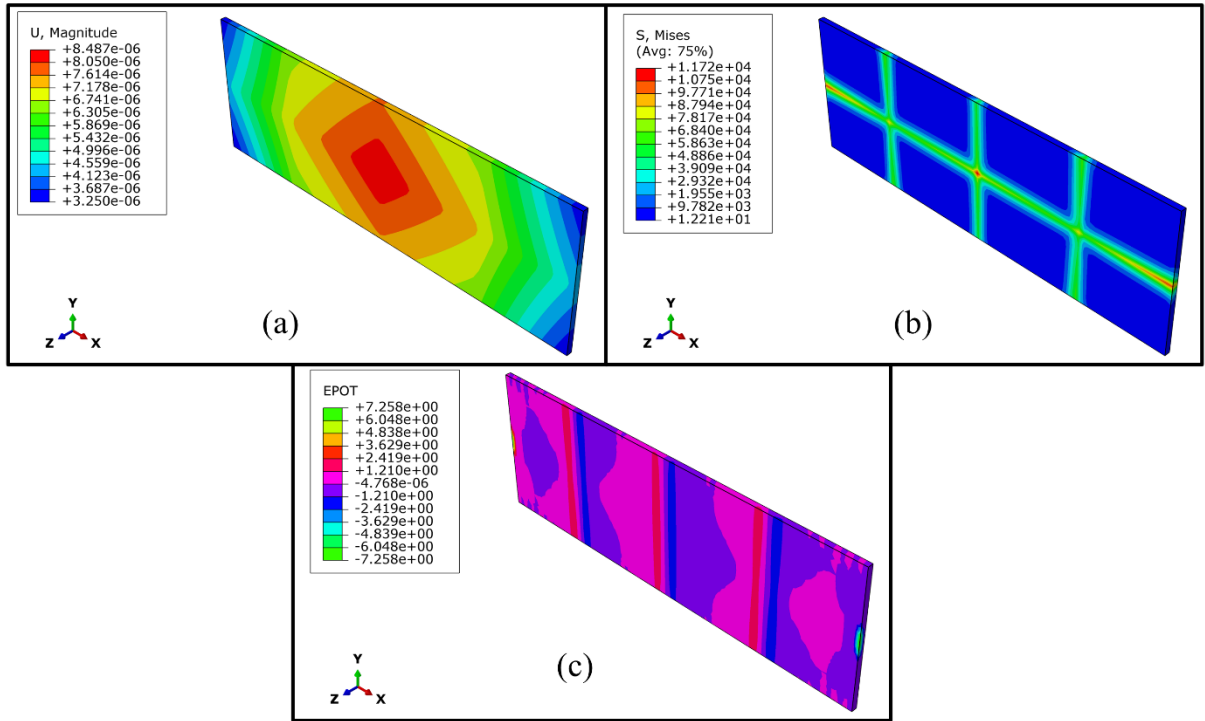 U, Magnitude
+8.487e-06
+8.050e-06
+7.614e-06
+7.178e-06
+6.741e-06
+6.305e-06
+5.869e-06
+5.432e-06
+4.996e-06
+4.559e-06
+4.123e-06
+3.687e-06
+3.250e-06
Y
Z
X
(a)
S, Mises
(Avg: 75%)
+1.172e+04
+1.075e+04
+9.771e+04
+8.794e+04
+7.817e+04
+6.840e+04
+5.863e+04
+4.886e+04
+3.909e+04
+2.932e+04
+1.955e+03
+9.782e+03
+1.221e+01
Y
Z
X
(b)
EPOT
+7.258e+00
+6.048e+00
+4.838e+00
+3.629e+00
+2.419e+00
+1.210e+00
-4.768e-06
-1.210e+00
-2.419e+00
-3.629e+00
-4.839e+00
-6.048e+00
-7.258e+00
Y
Z
X
(c)